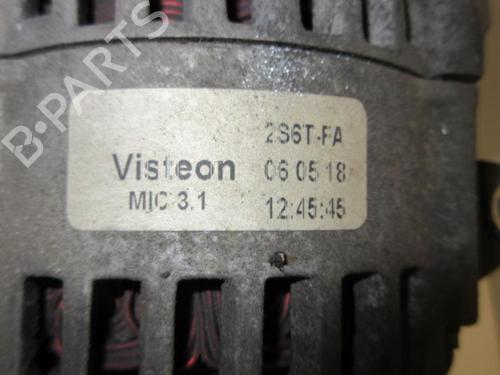 B-PARTS
2S6T-FA
Visteon 06 05 18
MIC 3.1 12:45:45